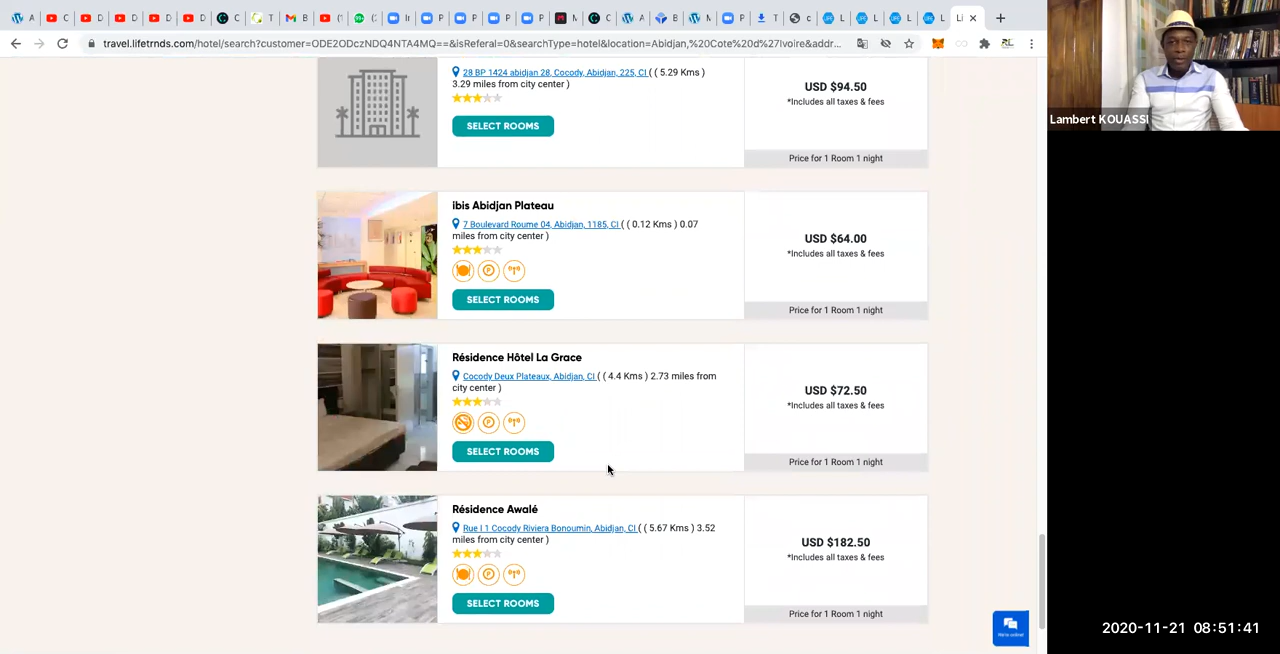 travel.lifetrnds.com/hotel/search?customer=ODE2ODczNDQ4NTA4MQ==&isReferal=0&searchType=hotel&location=Abidjan,%20Cote%20d%27Ivoire&addr...
Lambert KOUASSI
28 BP 1424 abidjan 28, Cocody, Abidjan, 225, CI ( ( 5.29 Kms )
3.29 miles from city center )
SELECT ROOMS
USD $94.50
*Includes all taxes & fees
Price for 1 Room 1 night
ibis Abidjan Plateau
7 Boulevard Roume 04, Abidjan, 1185, CI ( ( 0.12 Kms ) 0.07
miles from city center )
SELECT ROOMS
USD $64.00
*Includes all taxes & fees
Price for 1 Room 1 night
Résidence Hôtel La Grace
Cocody Deux Plateaux, Abidjan, CI ( ( 4.4 Kms ) 2.73 miles from
city center )
SELECT ROOMS
USD $72.50
*Includes all taxes & fees
Price for 1 Room 1 night
Résidence Awalé
Rue I 1 Cocody Riviera Bonoumin, Abidjan, CI ( ( 5.67 Kms ) 3.52
miles from city center )
SELECT ROOMS
USD $182.50
*Includes all taxes & fees
Price for 1 Room 1 night
We're online!
2020-11-21 08:51:41